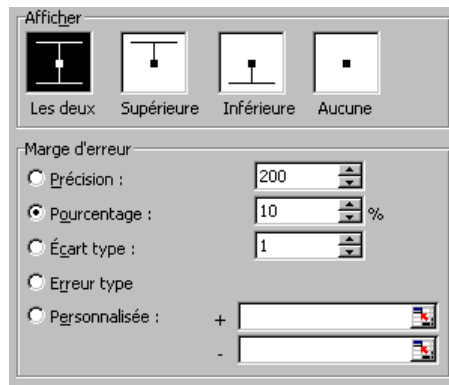 Afficher
Les deux Supérieure Inférieure Aucune
Marge d'erreur
Précision : 200
Pourcentage : 10 %
Écart type : 1
Erreur type
Personnalisée : +
-